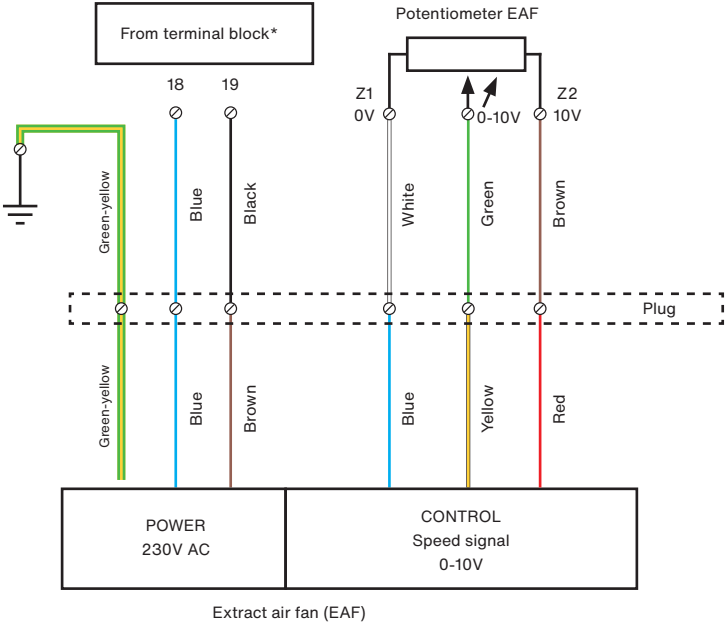 Potentiometer EAF
From terminal block*
18
19
Z1
0V
0-10V
Z2
10V
Green-yellow
Blue
Black
White
Green
Brown
Plug
Green-yellow
Blue
Brown
Blue
Yellow
Red
POWER
230V AC
CONTROL
Speed signal
0-10V
Extract air fan (EAF)